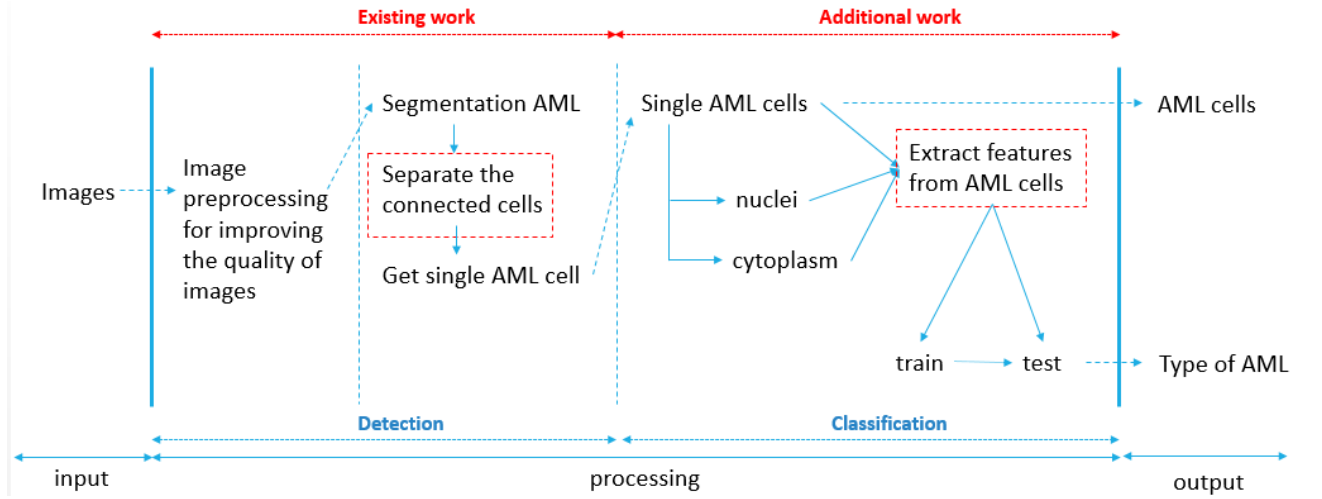 Existing work
Additional work
Images
Image
preprocessing
for improving
the quality of
images
Segmentation AML
Separate the
connected cells
Get single AML cell
Single AML cells
nuclei
cytoplasm
Extract features
from AML cells
train
test
AML cells
Type of AML
Detection
Classification
input
processing
output